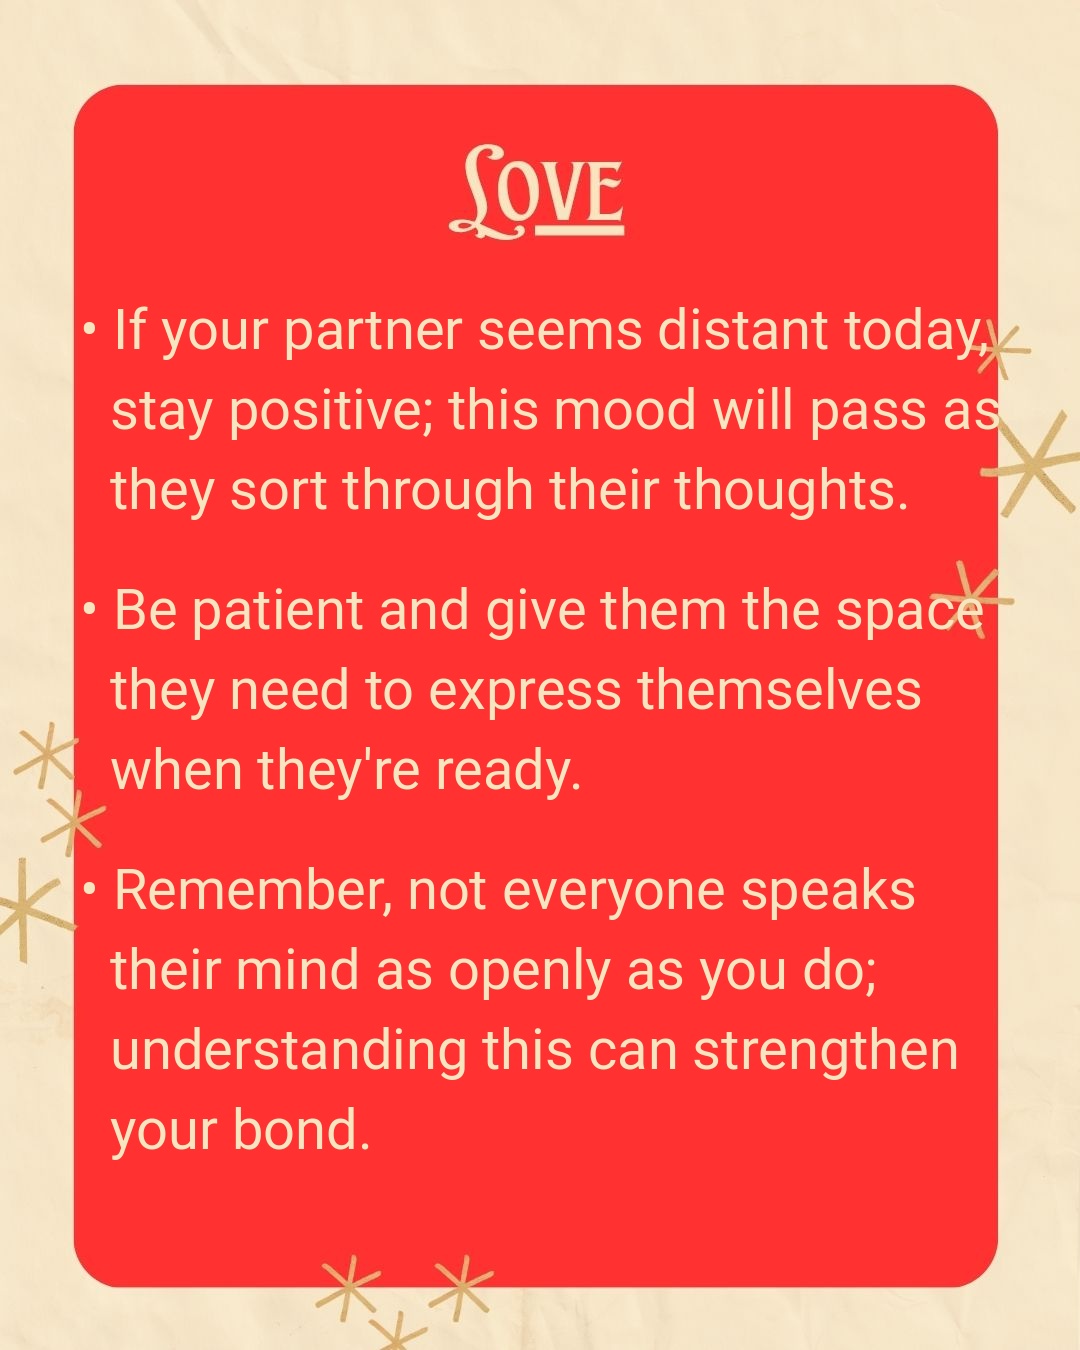 Love
• If your partner seems distant today,
stay positive; this mood will pass as
they sort through their thoughts.
• Be patient and give them the space
they need to express themselves
when they're ready.
• Remember, not everyone speaks
their mind as openly as you do;
understanding this can strengthen
your bond.